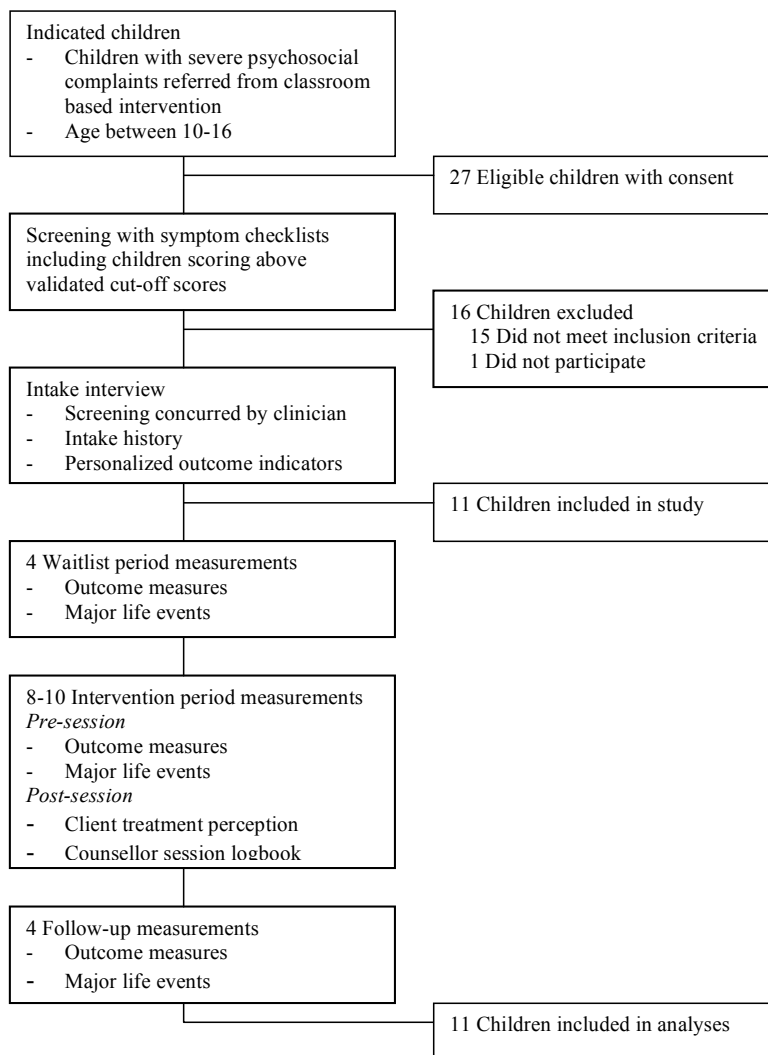 Indicated children
- Children with severe psychosocial
complaints referred from classroom
based intervention
- Age between 10-16
27 Eligible children with consent
Screening with symptom checklists
including children scoring above
validated cut-off scores
16 Children excluded
15 Did not meet inclusion criteria
1 Did not participate
Intake interview
- Screening concurred by clinician
- Intake history
- Personalized outcome indicators
11 Children included in study
4 Waitlist period measurements
- Outcome measures
- Major life events
8-10 Intervention period measurements
Pre-session
- Outcome measures
- Major life events
Post-session
- Client treatment perception
- Counsellor session logbook
4 Follow-up measurements
- Outcome measures
- Major life events
11 Children included in analyses